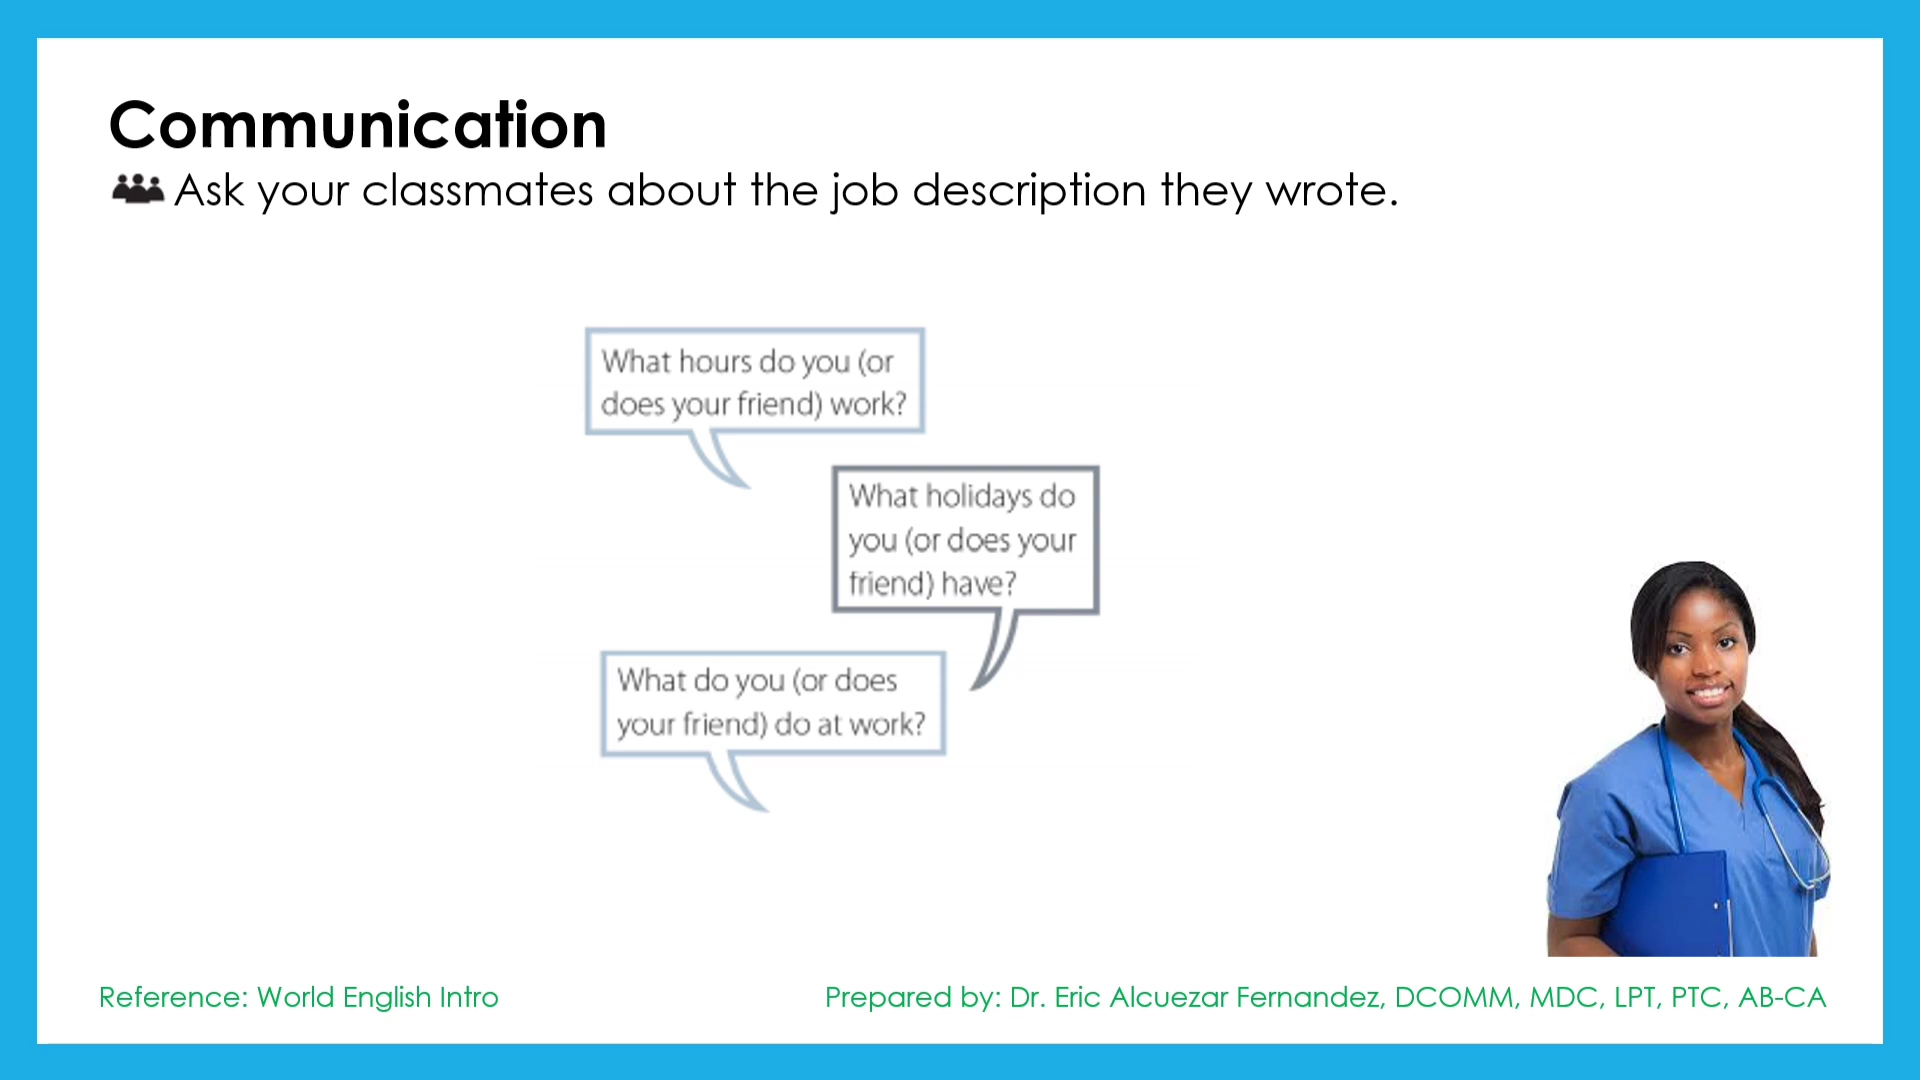 Communication
Ask your classmates about the job description they wrote.
What hours do you (or
does your friend) work?
What holidays do
you (or does your
friend) have?
What do you (or does
your friend) do at work?
Reference: World English Intro
Prepared by: Dr. Eric Alcuezar Fernandez, DCOMM, MDC, LPT, PTC, AB-CA